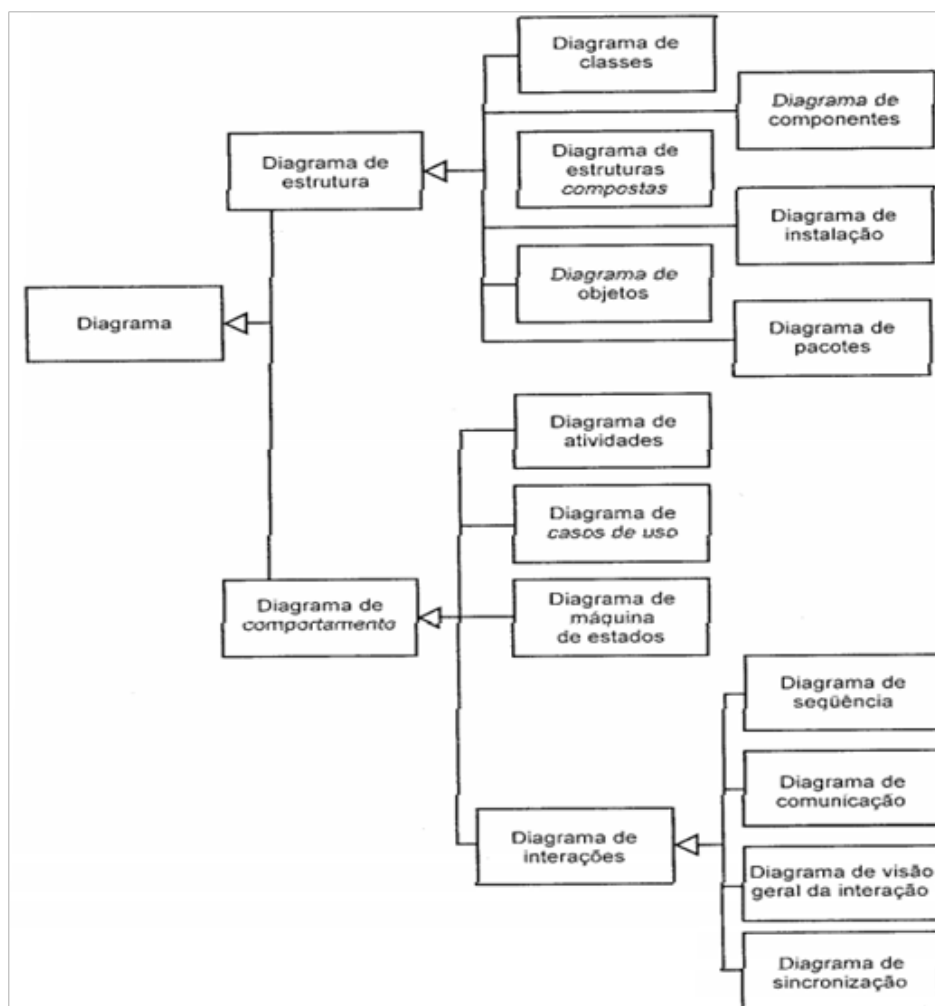 Diagrama de
classes
Diagrama de
componentes
Diagrama de
estrutura
Diagrama de
estruturas
compostas
Diagrama de
instalação
Diagrama de
objetos
Diagrama
Diagrama de
pacotes
Diagrama de
atividades
Diagrama de
casos de uso
Diagrama de
comportamento
Diagrama de
máquina
de estados
Diagrama de
seqüência
Diagrama de
comunicação
Diagrama de
interações
Diagrama de visão
geral da interação
Diagrama de
sincronização